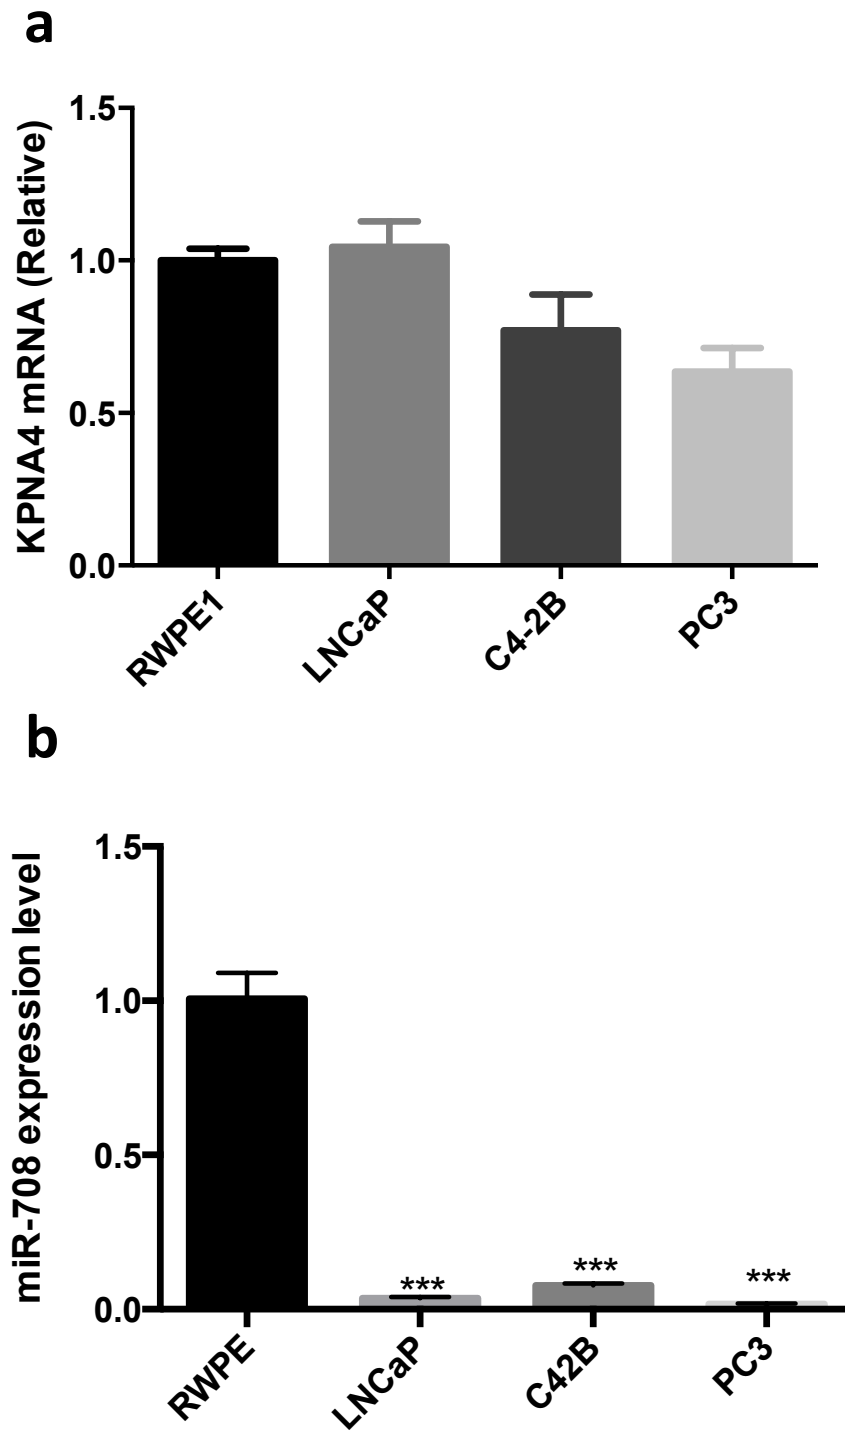 a
KPNA4 mRNA (Relative)
1.5
1.0
0.5
0.0
RWPE1
LNCaP
C4-2B
PC3
b
miR-708 expression level
1.5
1.0
0.5
0.0
***
***
***
RWPE
LNCaP
C42B
PC3